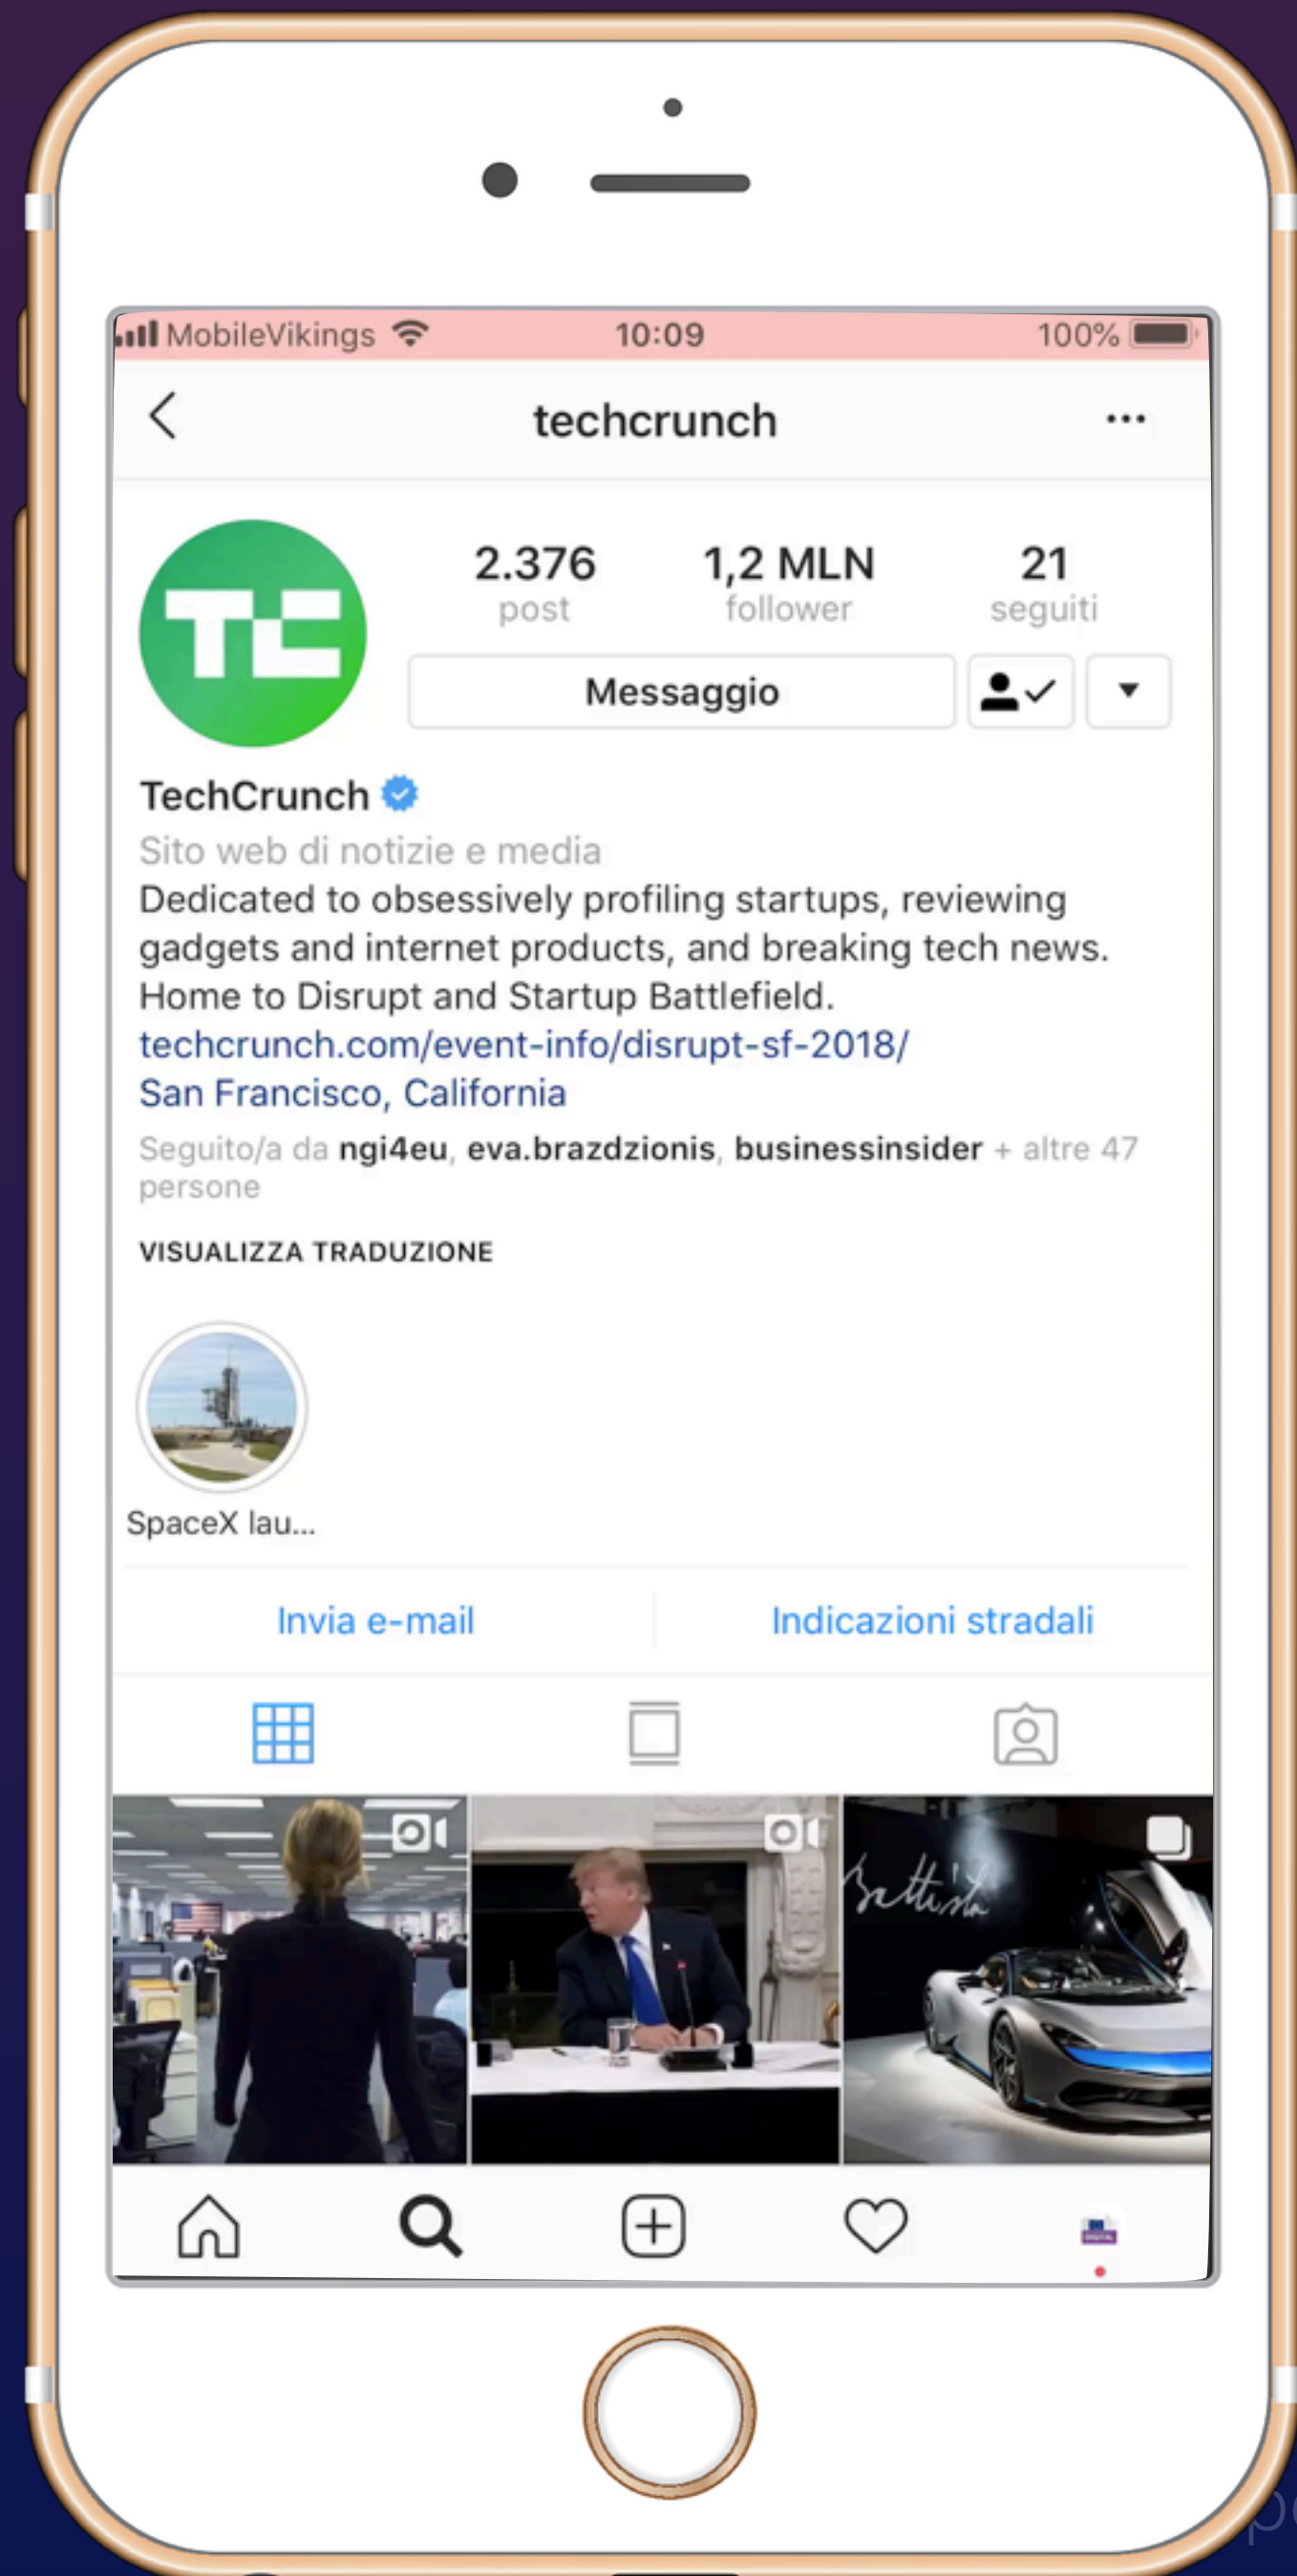 MobileVikings 10:09 100%
techcrunch
TC
2.376 1,2 MLN 21
post follower seguiti
Messaggio
TechCrunch
Sito web di notizie e media
Dedicated to obsessively profiling startups, reviewing
gadgets and internet products, and breaking tech news.
Home to Disrupt and Startup Battlefield.
techcrunch.com/event-info/disrupt-sf-2018/
San Francisco, California
Seguito/a da ngi4eu, eva.brazdzionis, businessinsider + altre 47
persone
VISUALIZZA TRADUZIONE
SpaceX lau...
Invia e-mail Indicazioni stradali
Battista